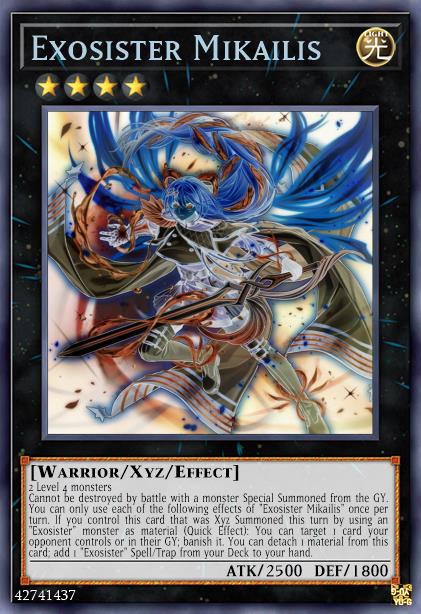 EXOSISTER MIKAILIS
LIGHT
光
[WARRIOR/XYZ/EFFECT]
2 Level 4 monsters
Cannot be destroyed by battle with a monster Special Summoned from the GY.
You can only use each of the following effects of "Exosister Mikailis" once per
turn. If you control this card that was Xyz Summoned this turn by using an
"Exosister" monster as material (Quick Effect): You can target 1 card your
opponent controls or in their GY; banish it. You can detach 1 material from this
card; add 1 "Exosister" Spell/Trap from your Deck to your hand.
ATK/2500 DEF/1800
42741437